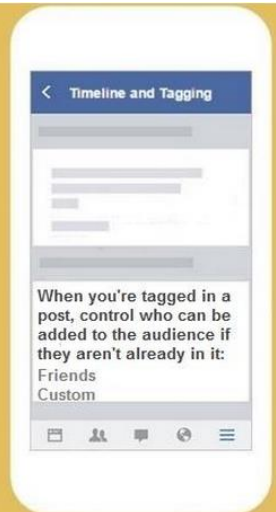 Timeline and Tagging
When you're tagged in a
post, control who can be
added to the audience if
they aren't already in it:
Friends
Custom